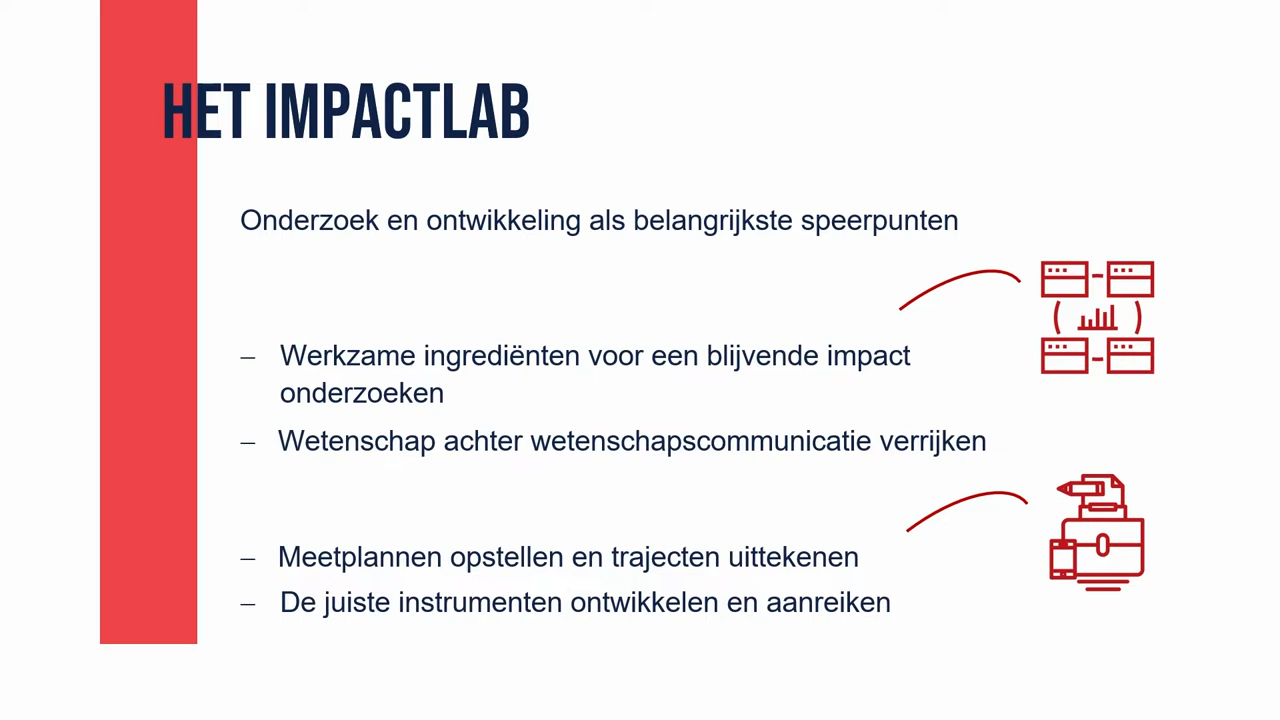 HET IMPACTLAB
Onderzoek en ontwikkeling als belangrijkste speerpunten
– Werkzame ingrediënten voor een blijvende impact
onderzoeken
– Wetenschap achter wetenschapscommunicatie verrijken
– Meetplannen opstellen en trajecten uittekenen
– De juiste instrumenten ontwikkelen en aanreiken